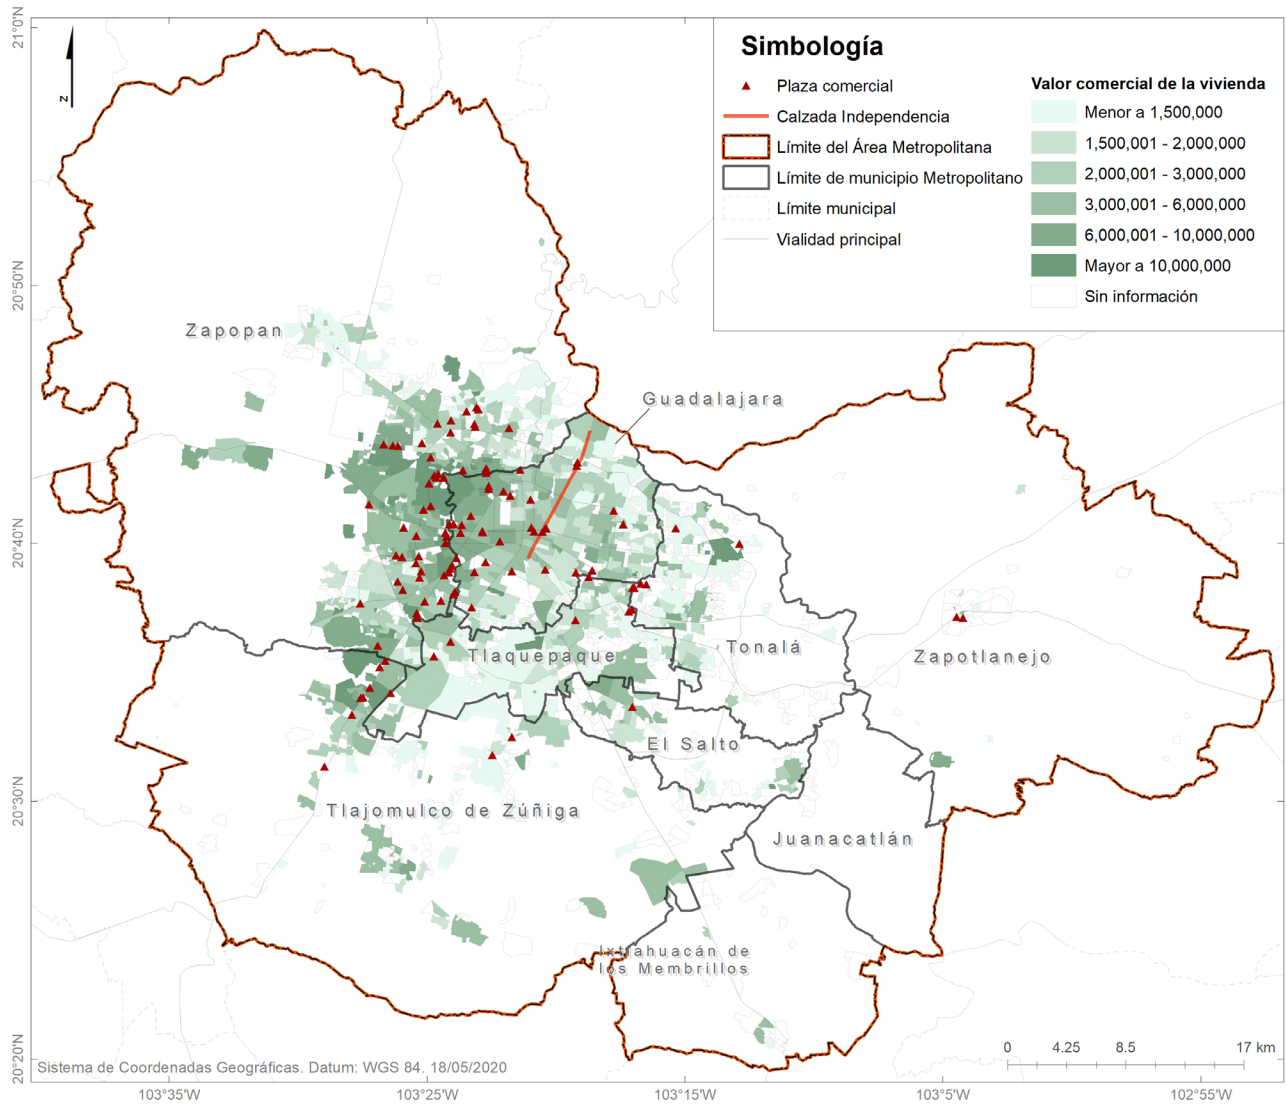 Simbología
Plaza comercial
Calzada Independencia
Límite del Área Metropolitana
Límite de municipio Metropolitano
Límite municipal
Vialidad principal
Valor comercial de la vivienda
Menor a 1,500,000
1,500,001 - 2,000,000
2,000,001 - 3,000,000
3,000,001 - 6,000,000
6,000,001 - 10,000,000
Mayor a 10,000,000
Sin información
N
21°0'N
20°50'N
20°40'N
20°30'N
20°20'N
Zapopan
Guadalajara
Tlaquepaque
Tonalá
Zapotlanejo
El Salto
Tlajomulco de Zúñiga
Juanacatlán
Ixtlahuacán de
los Membrillos
0 4.25 8.5 17 km
Sistema de Coordenadas Geográficas. Datum: WGS 84. 18/05/2020
103°35'W 103°25'W 103°15'W 103°5'W 102°55'W